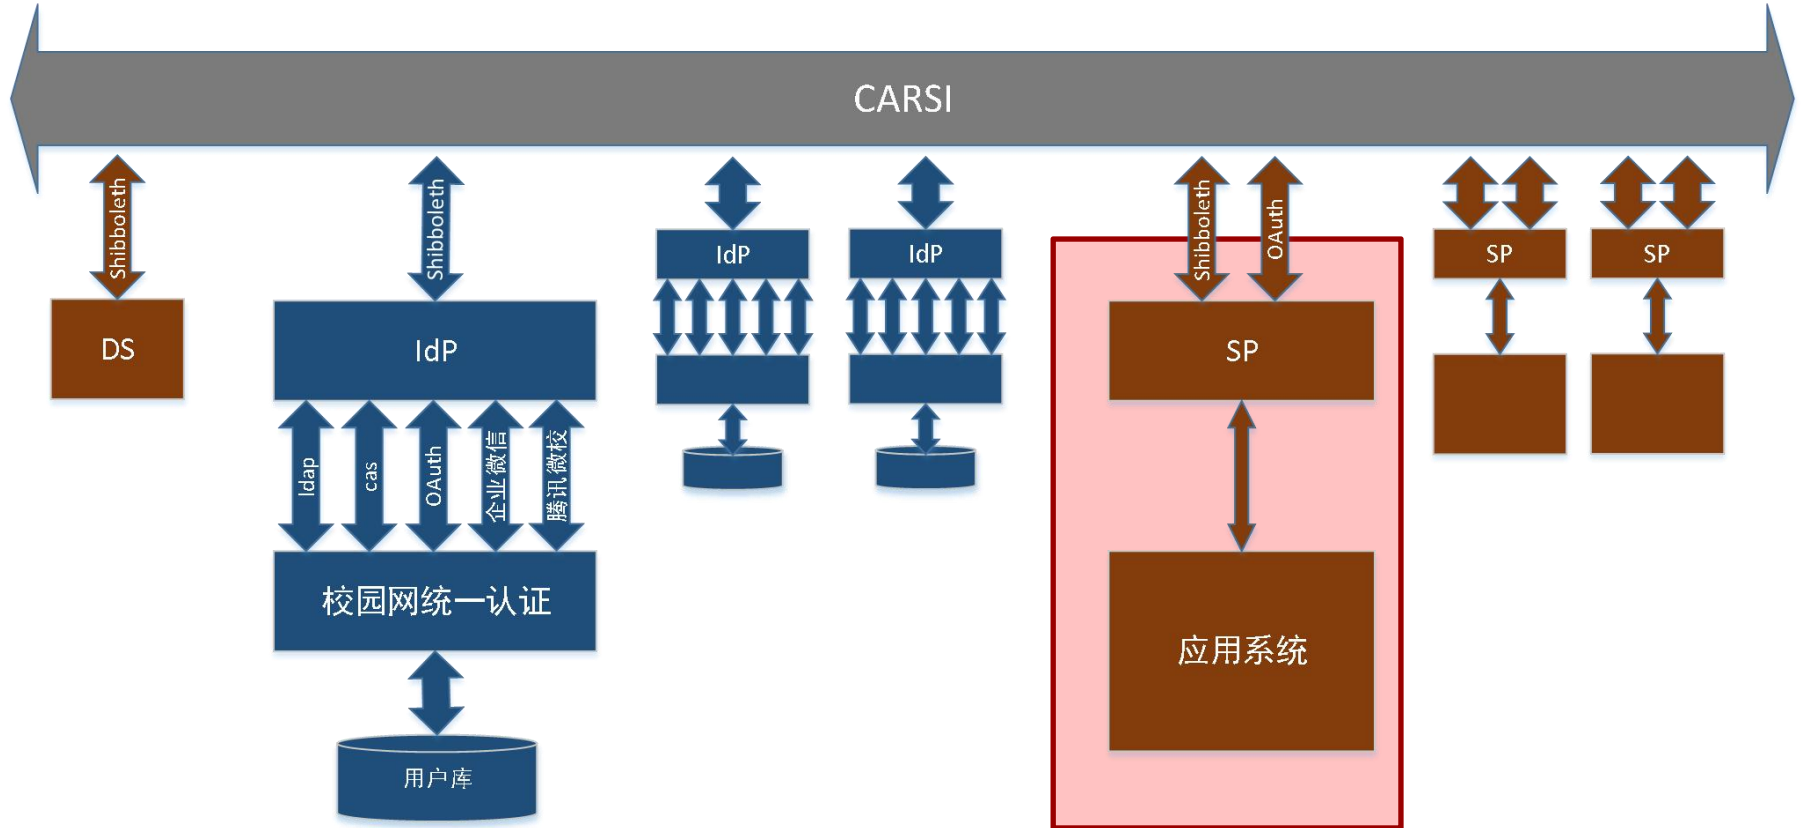 CARSI
Shibboleth
Shibboleth
Shibboleth
OAuth
IdP
IdP
SP
SP
DS
IdP
SP
ldap
cas
OAuth
企业微信
腾讯微校
校园网统一认证
应用系统
用户库